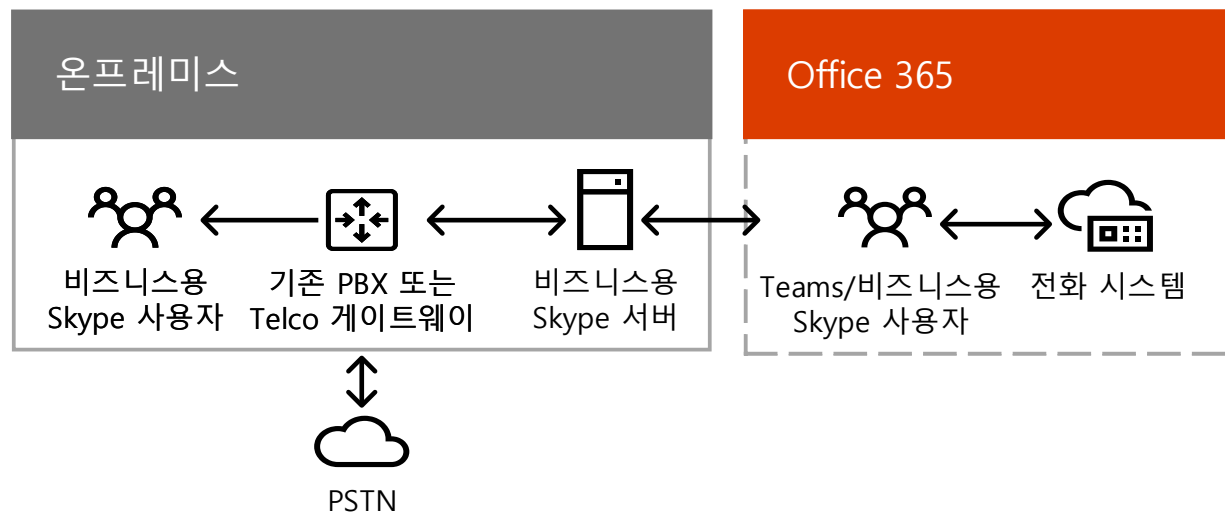 온프레미스
Office 365
비즈니스용
Skype 사용자
기존 PBX 또는
Telco 게이트웨이
비즈니스용
Skype 서버
Teams/비즈니스용
Skype 사용자
전화 시스템
PSTN